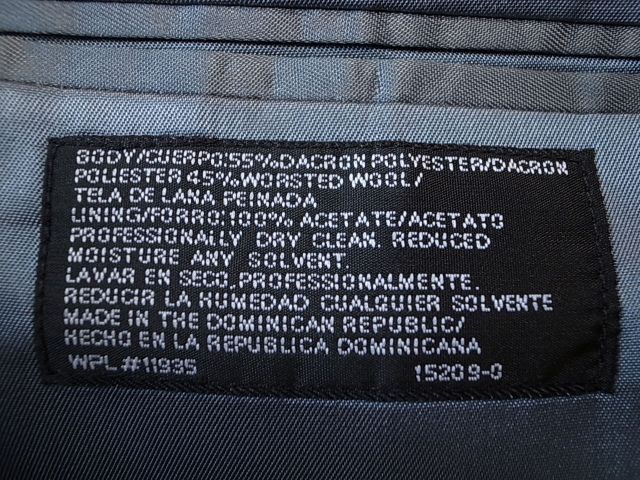 BODY/CUERPO:55% DACRON POLYESTER/DACRON
POLIESTER 45% WORSTED WOOL/
TELA DE LANA PEINADA
LINING/FORRO:100% ACETATE/ACETATO
PROFESSIONALLY DRY CLEAN. REDUCED
MOISTURE ANY SOLVENT.
LAVAR EN SECO,PROFESSIONALMENTE.
REDUCIR LA HUMEDAD CUALQUIER SOLVENTE
MADE IN THE DOMINICAN REPUBLIC/
HECHO EN LA REPUBLICA DOMINICANA
WPL #11935 15209-0